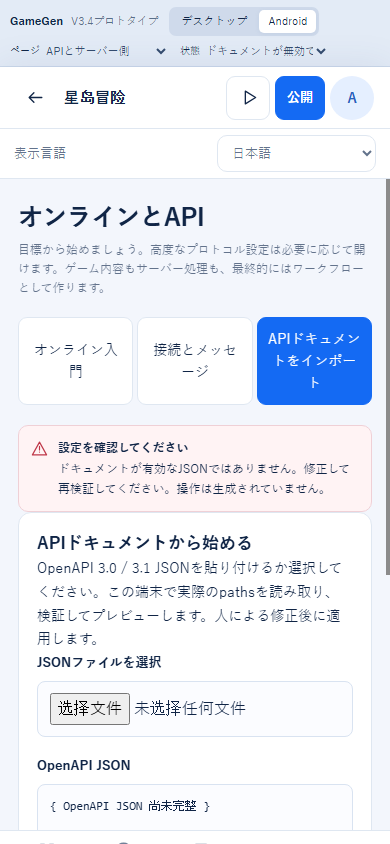 GameGen V3.4プロトタイプ デスクトップ Android
ページ APIとサーバー側 状態 ドキュメントが無効で
星岛冒险 公開 A
表示言語 日本語
オンラインとAPI
目標から始めましょう。高度なプロトコル設定は必要に応じて開
けます。ゲーム内容もサーバー処理も、最終的にはワークフロー
として作ります。
オンライン入
門
接続とメッセ
ージ
APIドキュメン
トをインポー
ト
設定を確認してください
ドキュメントが有効なJSONではありません。修正して
再検証してください。操作は生成されていません。
APIドキュメントから始める
OpenAPI 3.0 / 3.1 JSONを貼り付けるか選択して
ください。この端末で実際のpathsを読み取り、
検証してプレビューします。人による修正後に適
用します。
JSONファイルを選択
选择文件 未选择任何文件
OpenAPI JSON
{ OpenAPI JSON 尚未完整 }